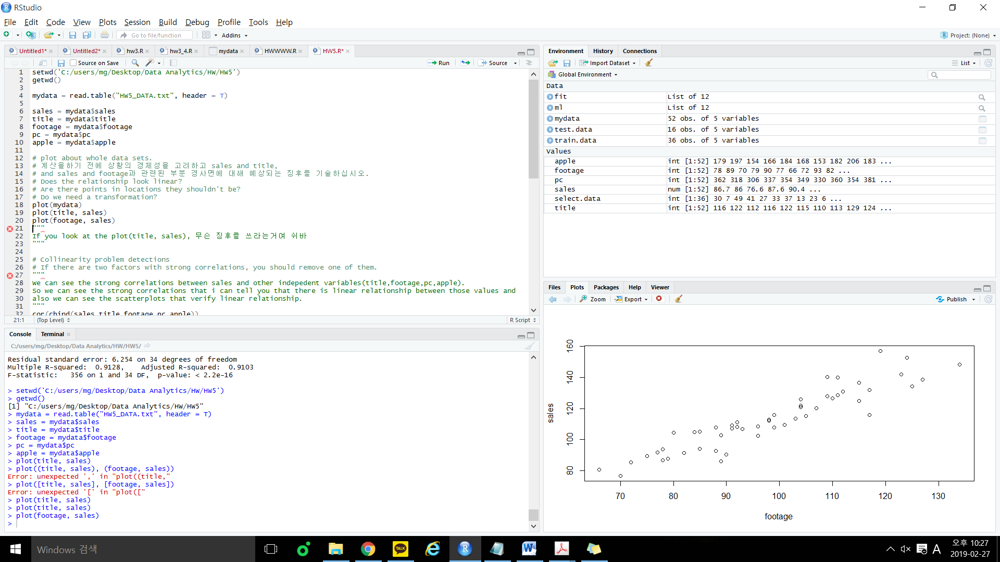 RStudio
File Edit Code View Plots Session Build Debug Profile Tools Help
Go to file/function Addins Project: (None)
Untitled1* Untitled2* hw3.R hw3_4.R mydata HWWWW.R HW5.R*
Source on Save Run Source
1 setwd('C:/users/mg/Desktop/Data Analytics/HW/HW5')
2 getwd()
3
4 mydata = read.table("HW5_DATA.txt", header = T)
5
6 sales = mydata$sales
7 title = mydata$title
8 footage = mydata$footage
9 pc = mydata$pc
10 apple = mydata$apple
11
12 # plot about whole data sets.
13 # 계산을하기 전에 상황의 경제성을 고려하고 sales and title,
14 # and sales and footage과 관련된 부분 경사면에 대해 예상되는 징후를 기술하십시오.
15 # Does the relationship look linear?
16 # Are there points in locations they shouldn't be?
17 # Do we need a transformation?
18 plot(mydata)
19 plot(title, sales)
20 plot(footage, sales)
21 """
22 If you look at the plot(title, sales), 무슨 징후를 쓰라는거여 쉬바
23 """
24
25 # Collinearity problem detections
26 # If there are two factors with strong correlations, you should remove one of them.
27 """
28 We can see the strong correlations between sales and other indepedent variables(title,footage,pc,apple).
29 So we can see the strong correlations that i can tell you that there is linear relationship between those values and
30 also we can see the scatterplots that verify linear relationship.
31 """
32 cor(cbind(sales,title,footage,pc,apple))
21:1 (Top Level) R Script
Console Terminal
C:/users/mg/Desktop/Data Analytics/HW/HW5/
Residual standard error: 6.254 on 34 degrees of freedom
Multiple R-squared: 0.9128, Adjusted R-squared: 0.9103
F-statistic: 356 on 1 and 34 DF, p-value: < 2.2e-16
> setwd('C:/users/mg/Desktop/Data Analytics/HW/HW5')
> getwd()
[1] "C:/users/mg/Desktop/Data Analytics/HW/HW5"
> mydata = read.table("HW5_DATA.txt", header = T)
> sales = mydata$sales
> title = mydata$title
> footage = mydata$footage
> pc = mydata$pc
> apple = mydata$apple
> plot(title, sales)
> plot((title, sales), (footage, sales))
Error: unexpected ',' in "plot((title,"
> plot([title, sales], [footage, sales])
Error: unexpected '[' in "plot(["
> plot(title, sales)
> plot(title, sales)
> plot(footage, sales)
>
Environment History Connections
Import Dataset List
Global Environment
Data
fit List of 12
ml List of 12
mydata 52 obs. of 5 variables
test.data 16 obs. of 5 variables
train.data 36 obs. of 5 variables
Values
apple int [1:52] 179 197 154 166 184 168 153 182 206 183 ...
footage int [1:52] 78 89 70 79 90 77 66 72 93 82 ...
pc int [1:52] 362 318 306 337 354 349 330 360 354 381 ...
sales num [1:52] 86.7 86 76.6 87.6 90.4 ...
select.data int [1:36] 30 7 49 41 27 33 37 13 23 6 ...
title int [1:52] 116 122 112 116 122 115 110 113 129 124 ...
Files Plots Packages Help Viewer
Zoom Export Publish
160
140
120
100
80
sales
70 80 90 100 110 120 130
footage
Windows 검색
TALK
A
오후 10:27
2019-02-27